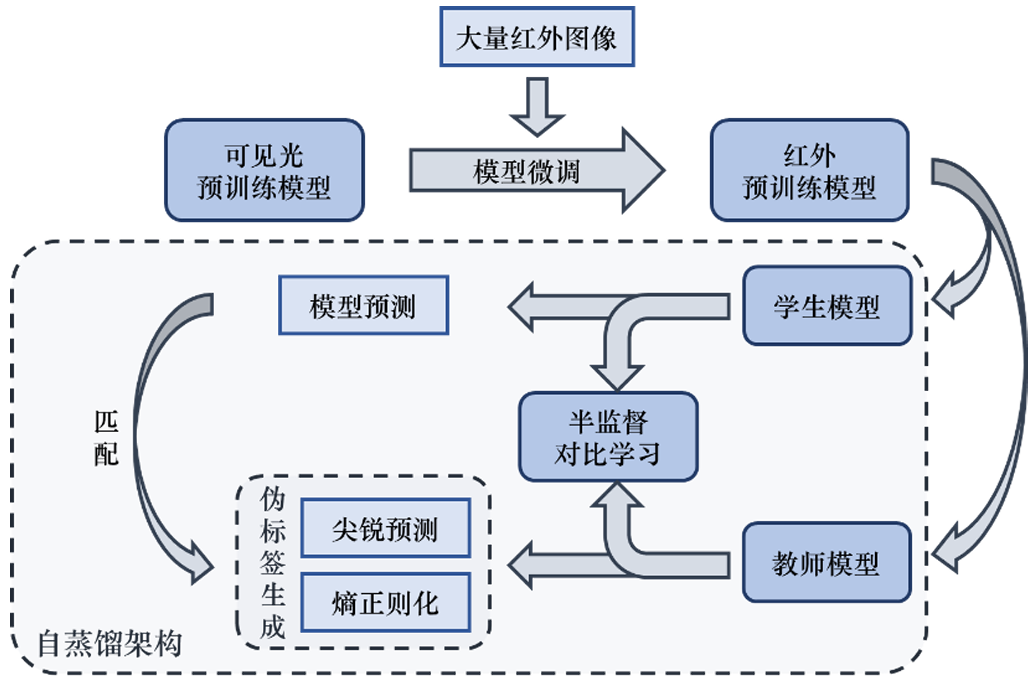 大量红外图像
可见光
预训练模型
模型微调
红外
预训练模型
模型预测
学生模型
匹
配
半监督
对比学习
伪
标
签
生
成
尖锐预测
熵正则化
教师模型
自蒸馏架构